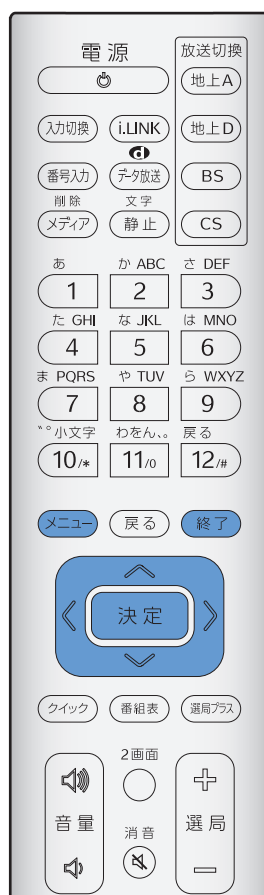 電源
放送切換
地上A
入力切換 i.LINK 地上D
d
番号入力 データ放送 BS
削除 文字
メディア 静止 CS
あ か ABC さ DEF
1 2 3
た GHI な JKL は MNO
4 5 6
ま PQRS や TUV ら WXYZ
7 8 9
゛゜小文字 わをん、。 戻る
10/* 11/0 12/#
メニュー 戻る 終了
決定
クイック 番組表 選局プラス
2画面
音量 選局
消音